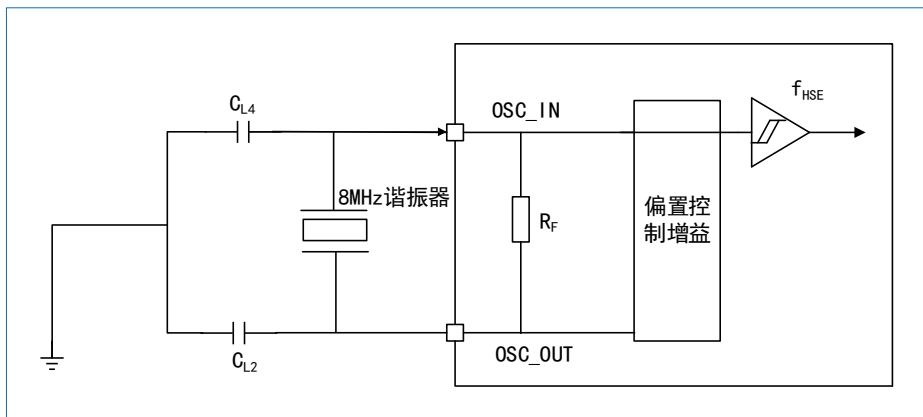 f_HSE
C_L4
OSC_IN
8MHz谐振器
R_F
偏置控
制增益
OSC_OUT
C_L2